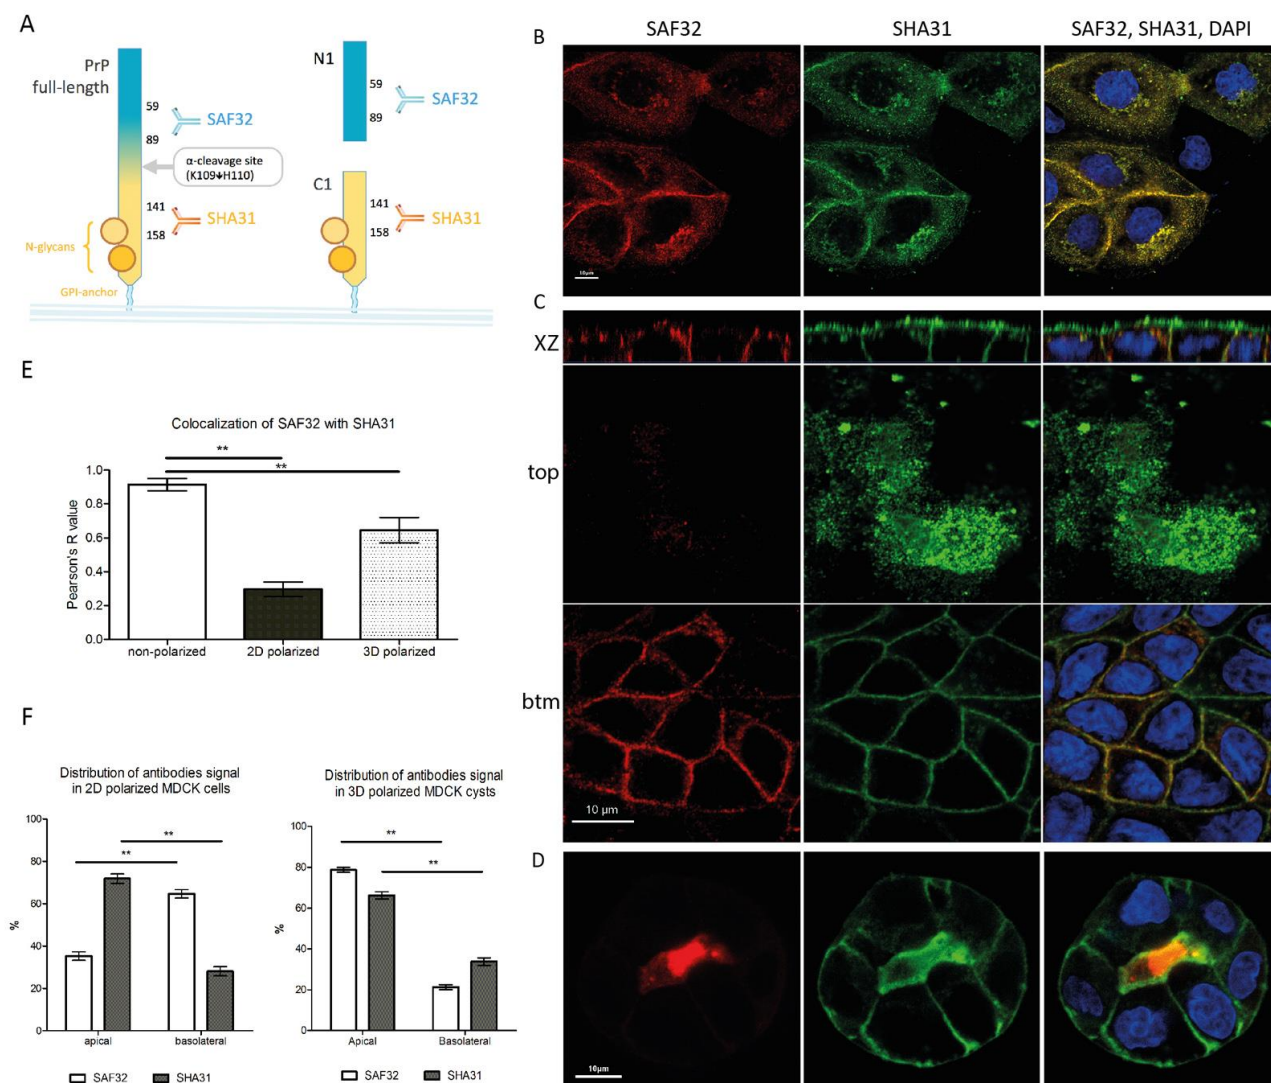 A
PrP
full-length
59
89
SAF32
α-cleavage site
(K109↓H110)
141
158
SHA31
N-glycans
GPI-anchor
N1
59
89
SAF32
C1
141
158
SHA31
B
SAF32
SHA31
SAF32, SHA31, DAPI
10µm
C
XZ
top
btm
10 µm
D
10µm
E
Colocalization of SAF32 with SHA31
**
**
Pearson's R value
1.0
0.8
0.6
0.4
0.2
0.0
non-polarized
2D polarized
3D polarized
F
Distribution of antibodies signal
in 2D polarized MDCK cells
**
**
%
100
80
60
40
20
0
apical
basolateral
SAF32
SHA31
Distribution of antibodies signal
in 3D polarized MDCK cysts
**
**
%
100
80
60
40
20
0
Apical
Basolateral
SAF32
SHA31